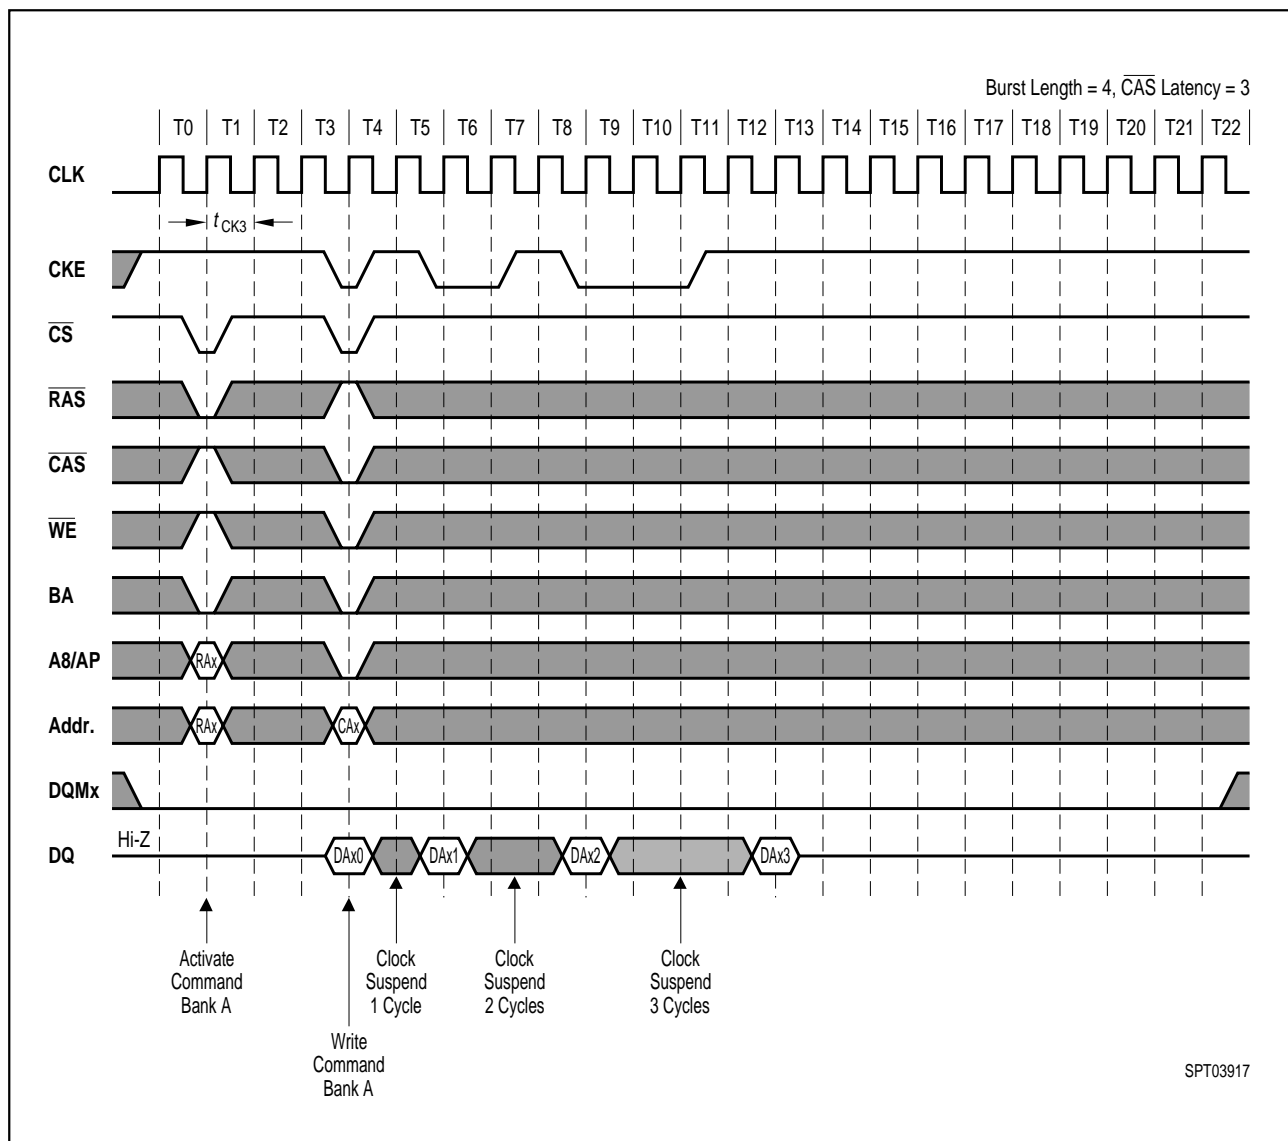 Burst Length = 4, CAS Latency = 3
T0 T1 T2 T3 T4 T5 T6 T7 T8 T9 T10 T11 T12 T13 T14 T15 T16 T17 T18 T19 T20 T21 T22
CLK
t CK3
CKE
CS
RAS
CAS
WE
BA
A8/AP RAx
Addr. RAx CAx
DQMx
Hi-Z
DQ DAx0 DAx1 DAx2 DAx3
Activate
Command
Bank A
Write
Command
Bank A
Clock
Suspend
1 Cycle
Clock
Suspend
2 Cycles
Clock
Suspend
3 Cycles
SPT03917